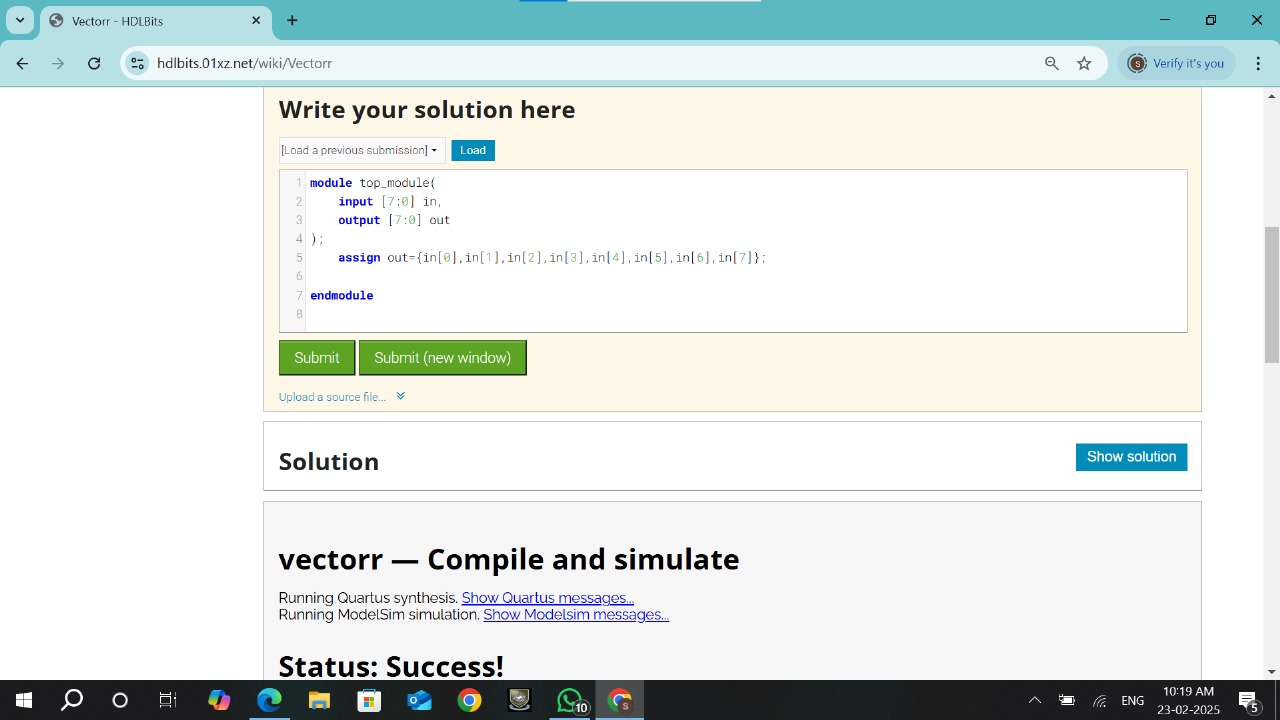 Vectorr - HDLBits
hdlbits.01xz.net/wiki/Vectorr
S
Verify it's you
Write your solution here
[Load a previous submission]
Load
1 module top_module(
2 input [7:0] in,
3 output [7:0] out
4 );
5 assign out={in[0],in[1],in[2],in[3],in[4],in[5],in[6],in[7]};
6
7 endmodule
8
Submit
Submit (new window)
Upload a source file...
Solution
Show solution
vectorr — Compile and simulate
Running Quartus synthesis. Show Quartus messages...
Running ModelSim simulation. Show Modelsim messages...
Status: Success!
10
S
ENG
10:19 AM
23-02-2025
5